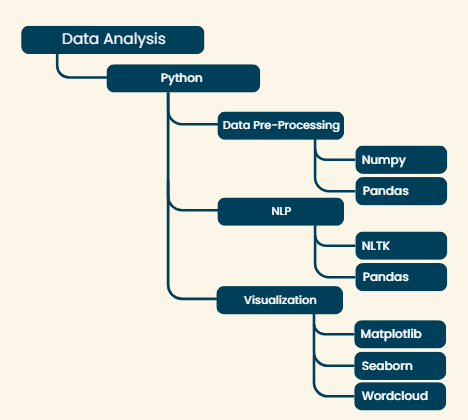 Data Analysis
Python
Data Pre-Processing
Numpy
Pandas
NLP
NLTK
Pandas
Visualization
Matplotlib
Seaborn
Wordcloud